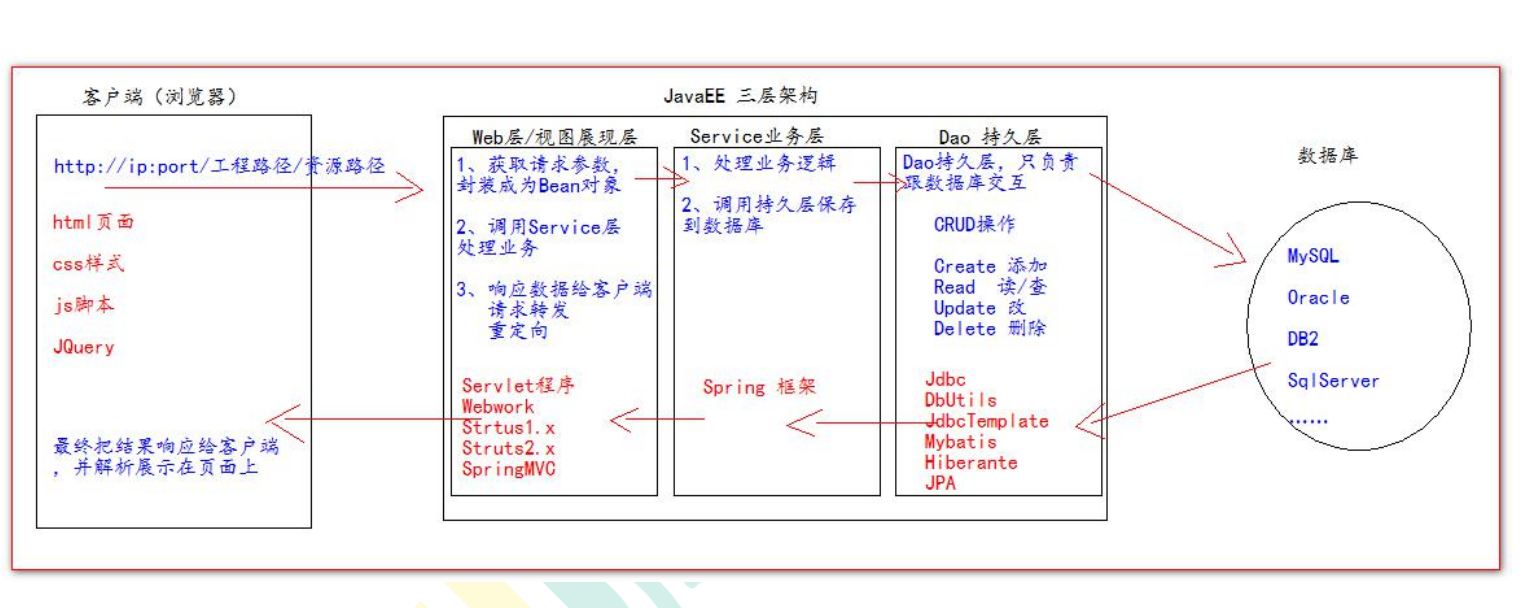 客户端（浏览器）
http://ip:port/工程路径/资源路径
html页面
css样式
js脚本
JQuery
最终把结果响应给客户端
，并解析展示在页面上
JavaEE 三层架构
Web层/视图展现层
1、获取请求参数，
封装成为Bean对象
2、调用Service层
处理业务
3、响应数据给客户端
请求转发
重定向
Servlet程序
Webwork
Strtus1.x
Struts2.x
SpringMVC
Service业务层
1、处理业务逻辑
2、调用持久层保存
到数据库
Spring 框架
Dao 持久层
Dao持久层，只负责
跟数据库交互
CRUD操作
Create 添加
Read 读/查
Update 改
Delete 删除
Jdbc
DbUtils
JdbcTemplate
Mybatis
Hiberante
JPA
数据库
MySQL
Oracle
DB2
SqlServer
......